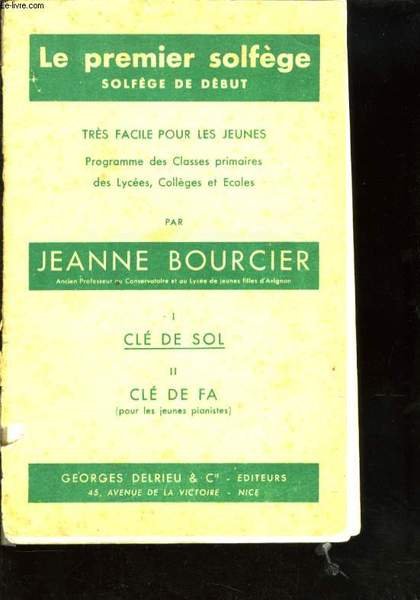 Le-livre.com
Le premier solfège
SOLFÈGE DE DÉBUT
TRÈS FACILE POUR LES JEUNES
Programme des Classes primaires
des Lycées, Collèges et Ecoles
PAR
JEANNE BOURCIER
Ancien Professeur au Conservatoire et au Lycée de jeunes filles d'Avignon
I
CLÉ DE SOL
II
CLÉ DE FA
(pour les jeunes pianistes)
GEORGES DELRIEU & Cie - EDITEURS
45, AVENUE DE LA VICTOIRE - NICE